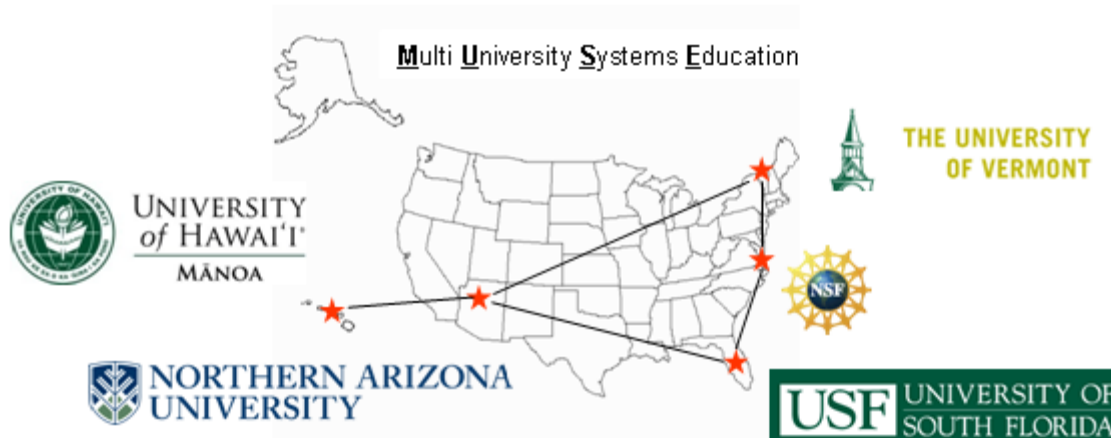 Multi University Systems Education
THE UNIVERSITY
OF VERMONT
UNIVERSITY
of HAWAIʻI®
MĀNOA
NSF
NORTHERN ARIZONA
UNIVERSITY
USF UNIVERSITY OF
SOUTH FLORIDA